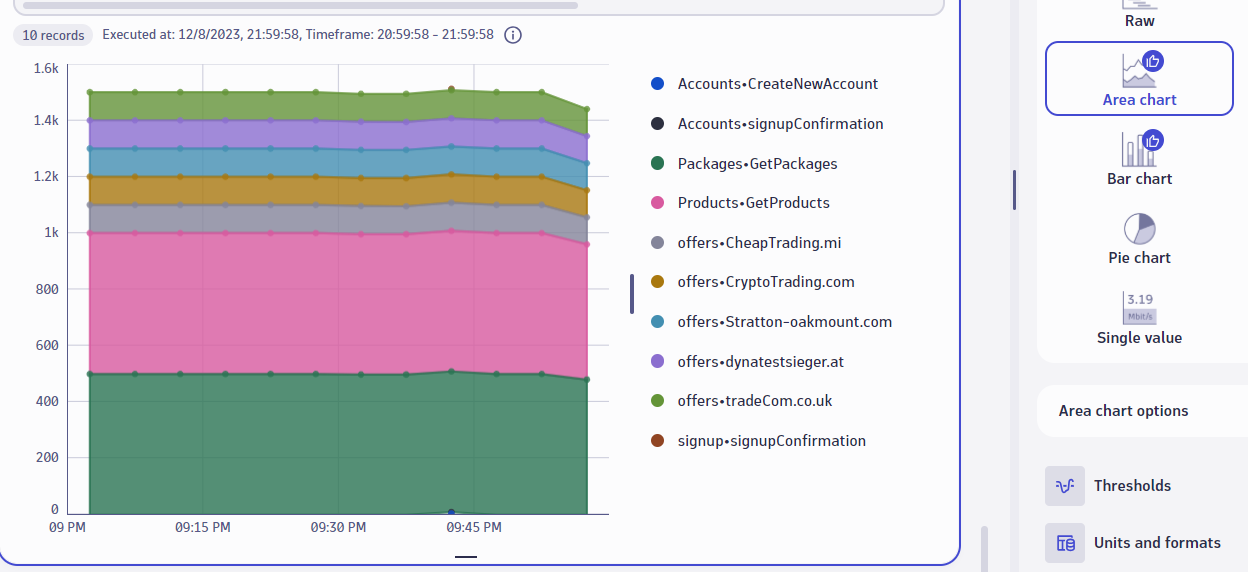 10 records
Executed at: 12/8/2023, 21:59:58, Timeframe: 20:59:58 - 21:59:58
1.6k
1.4k
1.2k
1k
800
600
400
200
0
09 PM
09:15 PM
09:30 PM
09:45 PM
Accounts•CreateNewAccount
Accounts•signupConfirmation
Packages•GetPackages
Products•GetProducts
offers•CheapTrading.mi
offers•CryptoTrading.com
offers•Stratton-oakmount.com
offers•dynatestsieger.at
offers•tradeCom.co.uk
signup•signupConfirmation
Raw
Area chart
Bar chart
Pie chart
3.19
Mbit/s
Single value
Area chart options
Thresholds
Units and formats